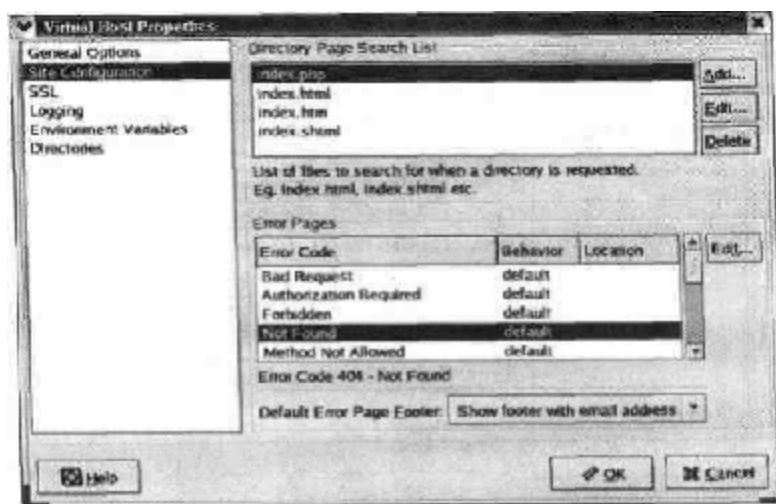 Virtual Host Properties
General Options
Site Configuration
SSL
Logging
Environment Variables
Directories
Directory Page Search List
index.php
index.html
index.htm
index.shtml
Add...
Edit...
Delete
List of files to search for when a directory is requested.
Eg. index.html, index.shtml etc.
Error Pages
Error Code Behavior Location
Bad Request default
Authorization Required default
Forbidden default
Not Found default
Method Not Allowed default
Edit...
Error Code 404 - Not Found
Default Error Page Footer: Show footer with email address
Help
OK
Cancel